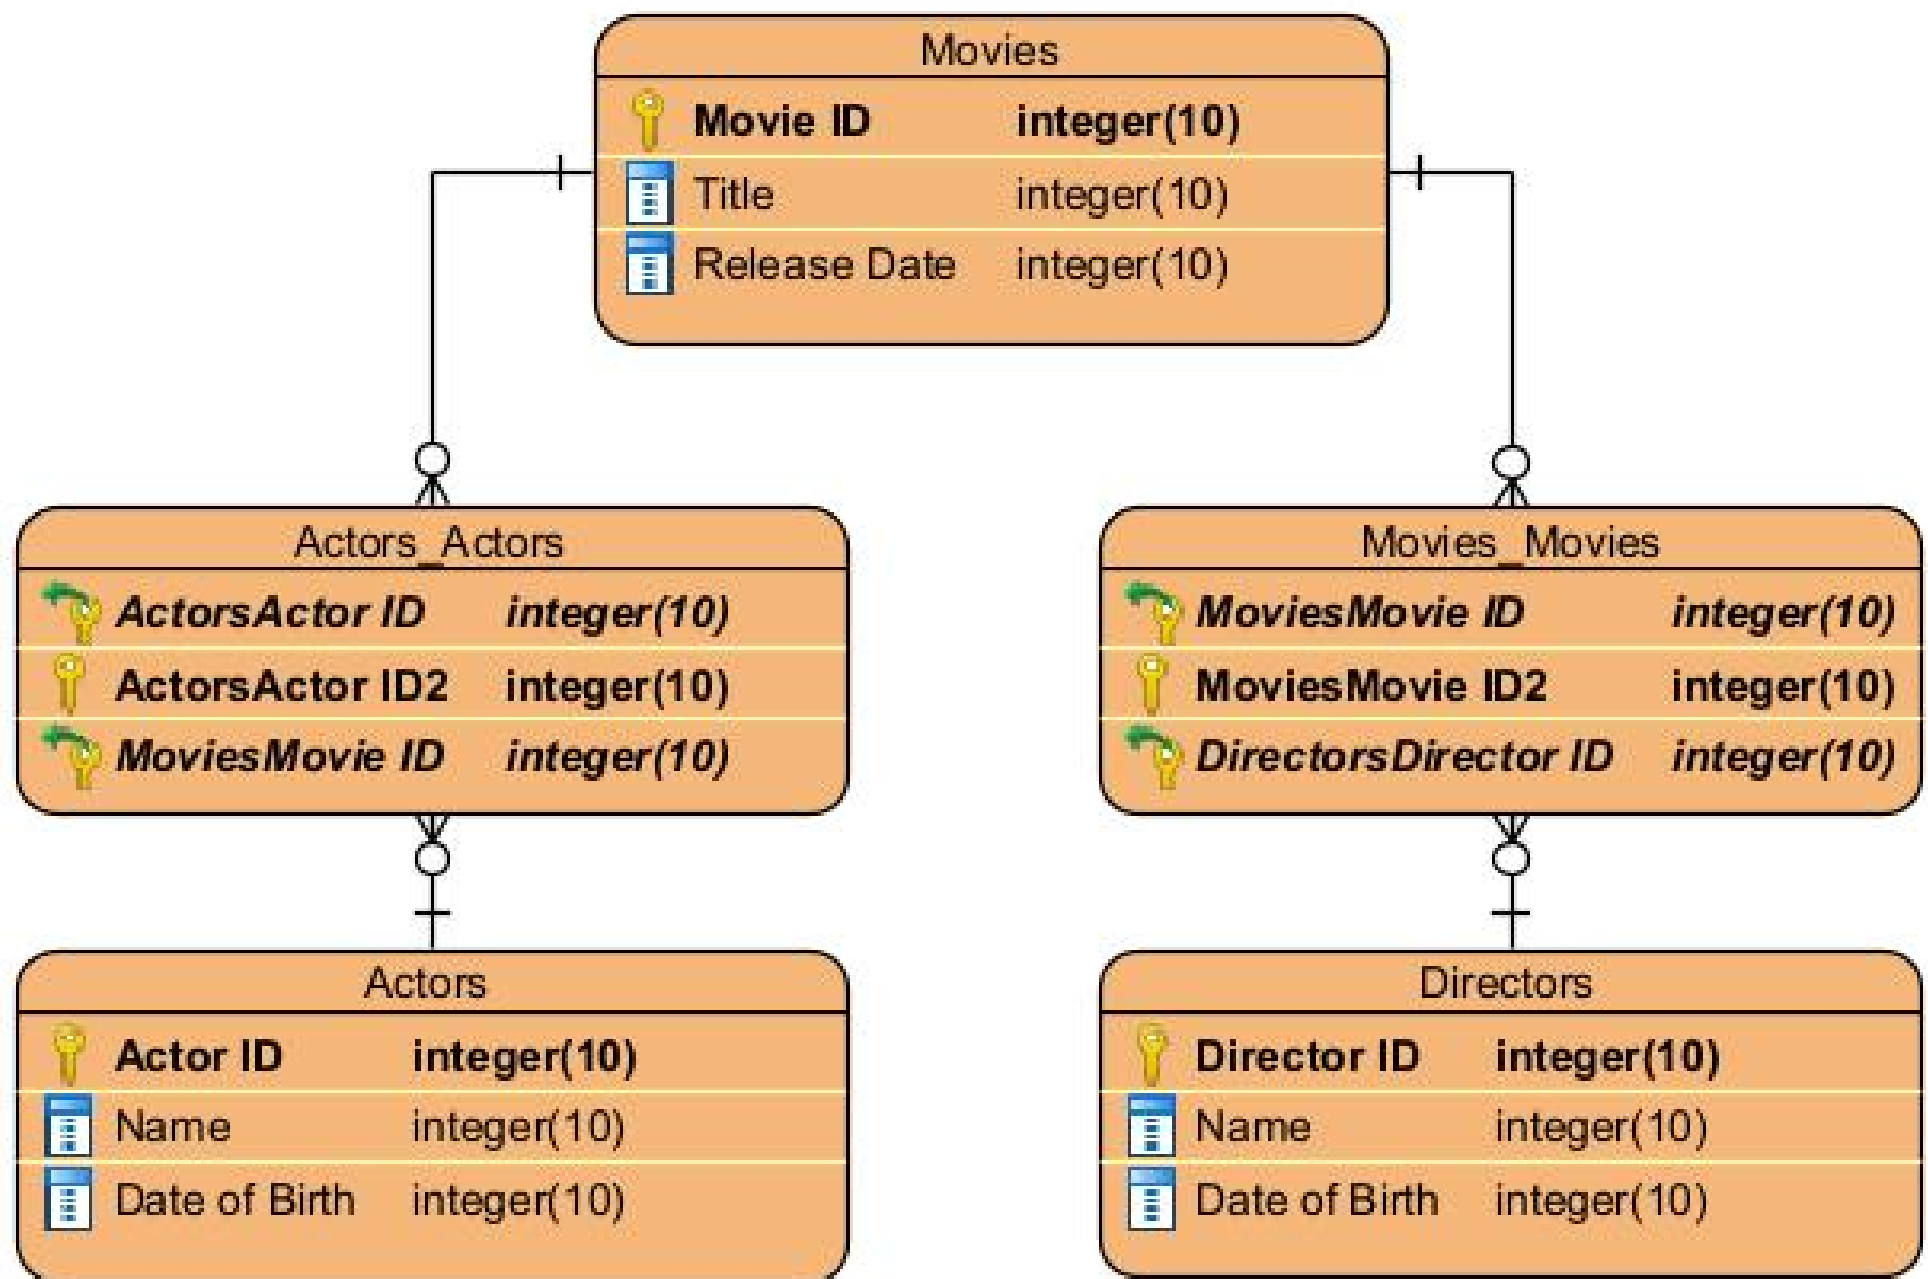 Movies
Movie ID integer(10)
Title integer(10)
Release Date integer(10)
Actors_Actors
ActorsActor ID integer(10)
ActorsActor ID2 integer(10)
MoviesMovie ID integer(10)
Movies_Movies
MoviesMovie ID integer(10)
MoviesMovie ID2 integer(10)
DirectorsDirector ID integer(10)
Actors
Actor ID integer(10)
Name integer(10)
Date of Birth integer(10)
Directors
Director ID integer(10)
Name integer(10)
Date of Birth integer(10)